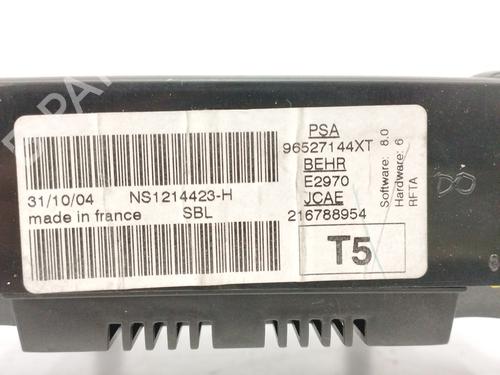 31/10/04 NS1214423-H
made in france SBL
PSA
96527144XT
BEHR
E2970
JCAE
216788954
T5
Software: 8.0
Hardware: 6
RFTA